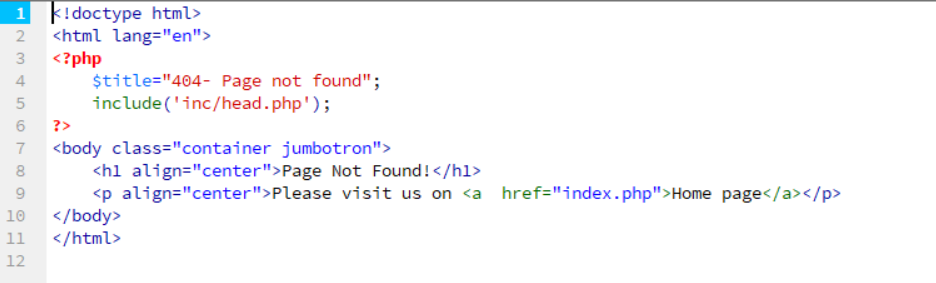 1 <!doctype html>
2 <html lang="en">
3 <?php
4     $title="404- Page not found";
5     include('inc/head.php');
6 ?>
7 <body class="container jumbotron">
8     <h1 align="center">Page Not Found!</h1>
9     <p align="center">Please visit us on <a  href="index.php">Home page</a></p>
10 </body>
11 </html>
12